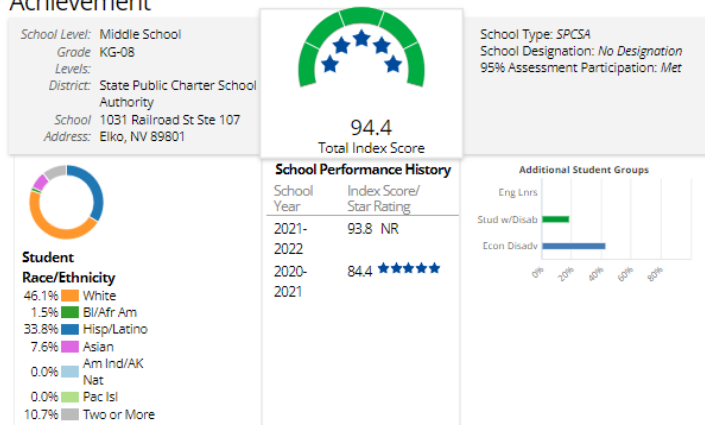 Achievement
School Level: Middle School
Grade Levels: KG-08
District: State Public Charter School Authority
School Address: 1031 Railroad St Ste 107
Elko, NV 89801
94.4
Total Index Score
School Type: SPCSA
School Designation: No Designation
95% Assessment Participation: Met
Student
Race/Ethnicity
46.1% White
1.5% Bl/Afr Am
33.8% Hisp/Latino
7.6% Asian
0.0% Am Ind/AK Nat
0.0% Pac Isl
10.7% Two or More
School Performance History
School Year
Index Score/ Star Rating
2021-2022 93.8 NR
2020-2021 84.4
Additional Student Groups
Eng Lnrs
Stud w/Disab
Econ Disadv
0% 20% 40% 60% 80%